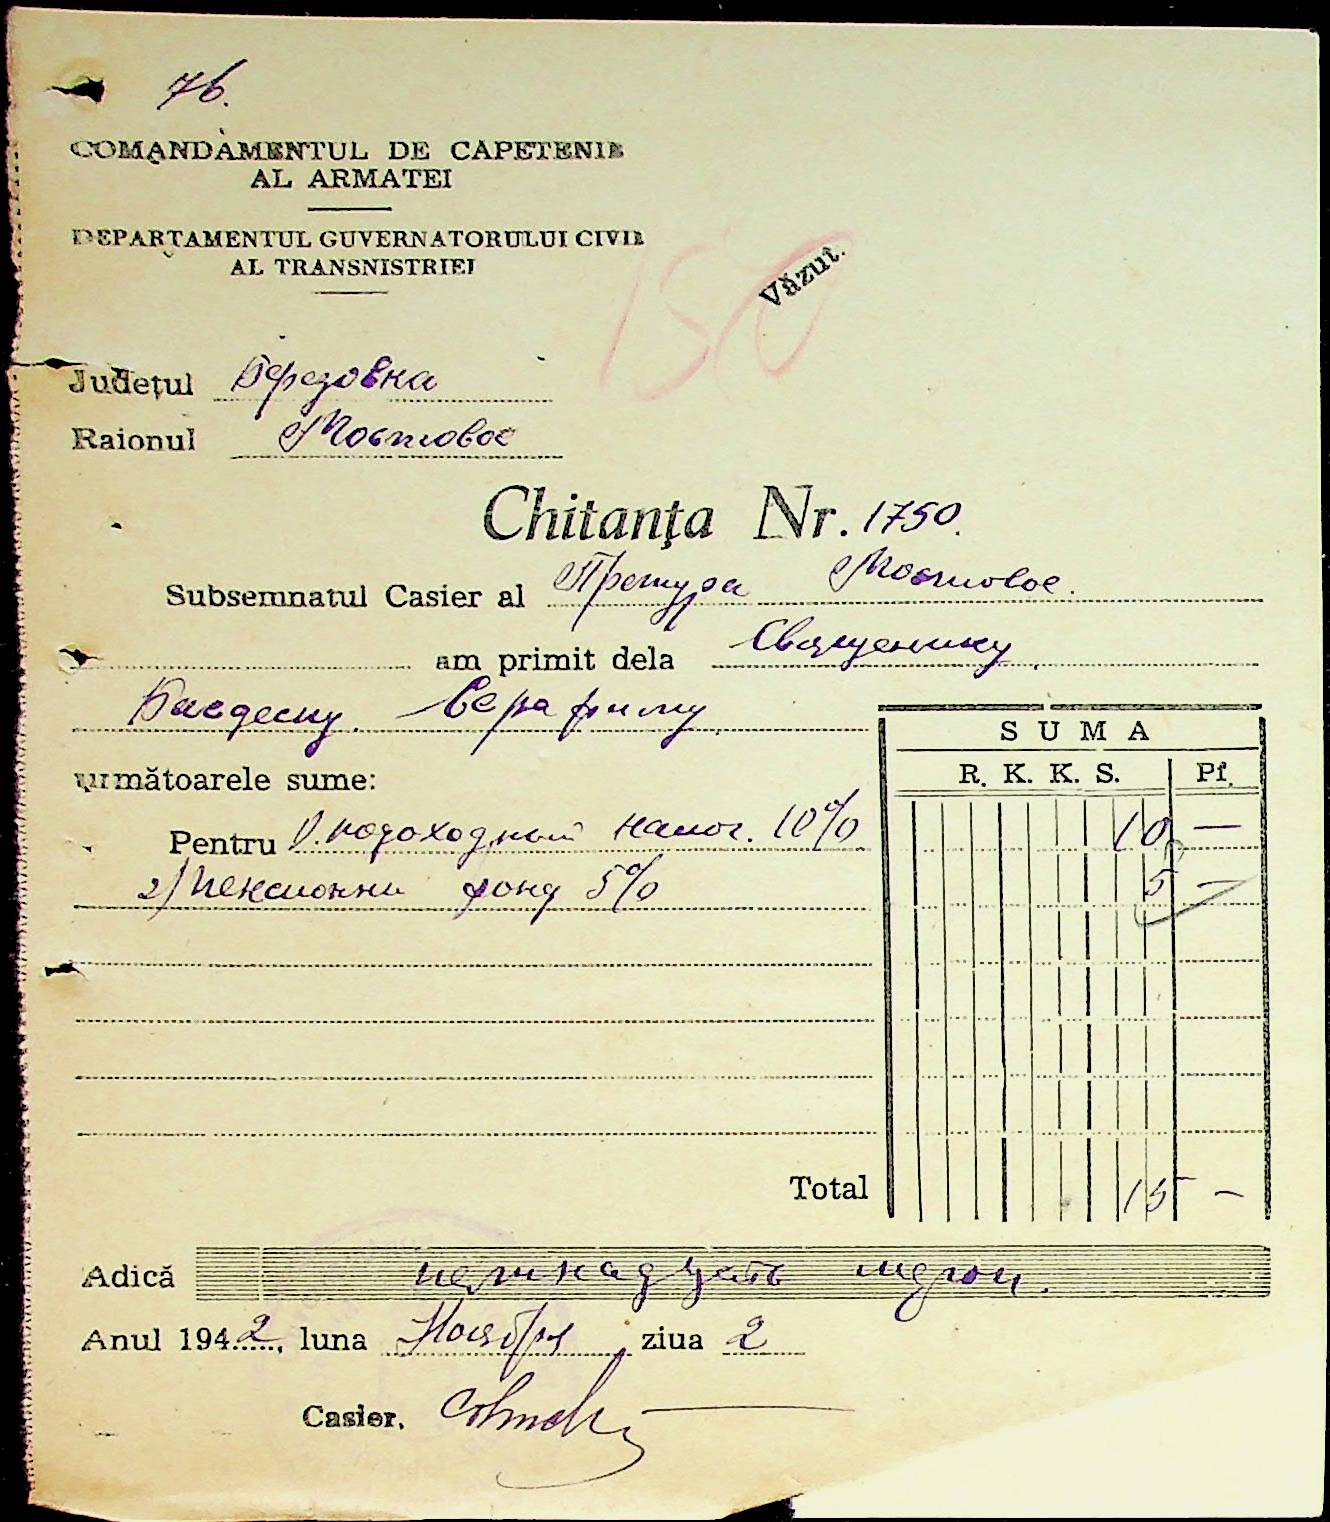 76.
COMANDAMENTUL DE CAPETENIE
AL ARMATEI
DEPARTAMENTUL GUVERNATORULUI CIVIL
AL TRANSNISTRIEI
150
Văzut.
Județul Березовка
Raionul Мостовое
Chitanța Nr. 1750.
Subsemnatul Casier al Претура Мостовое.
am primit dela Священнику
Серафиму
SUMA
următoarele sume:
R. K. K. S. Pf.
Pentru 1). подоходный налог. 10% 10 —
2) Пенсионни фонд 5% 5 —
Total 15 —
Adică пятнадцать марок.
Anul 1942, luna Ноября ziua 2
Casier,